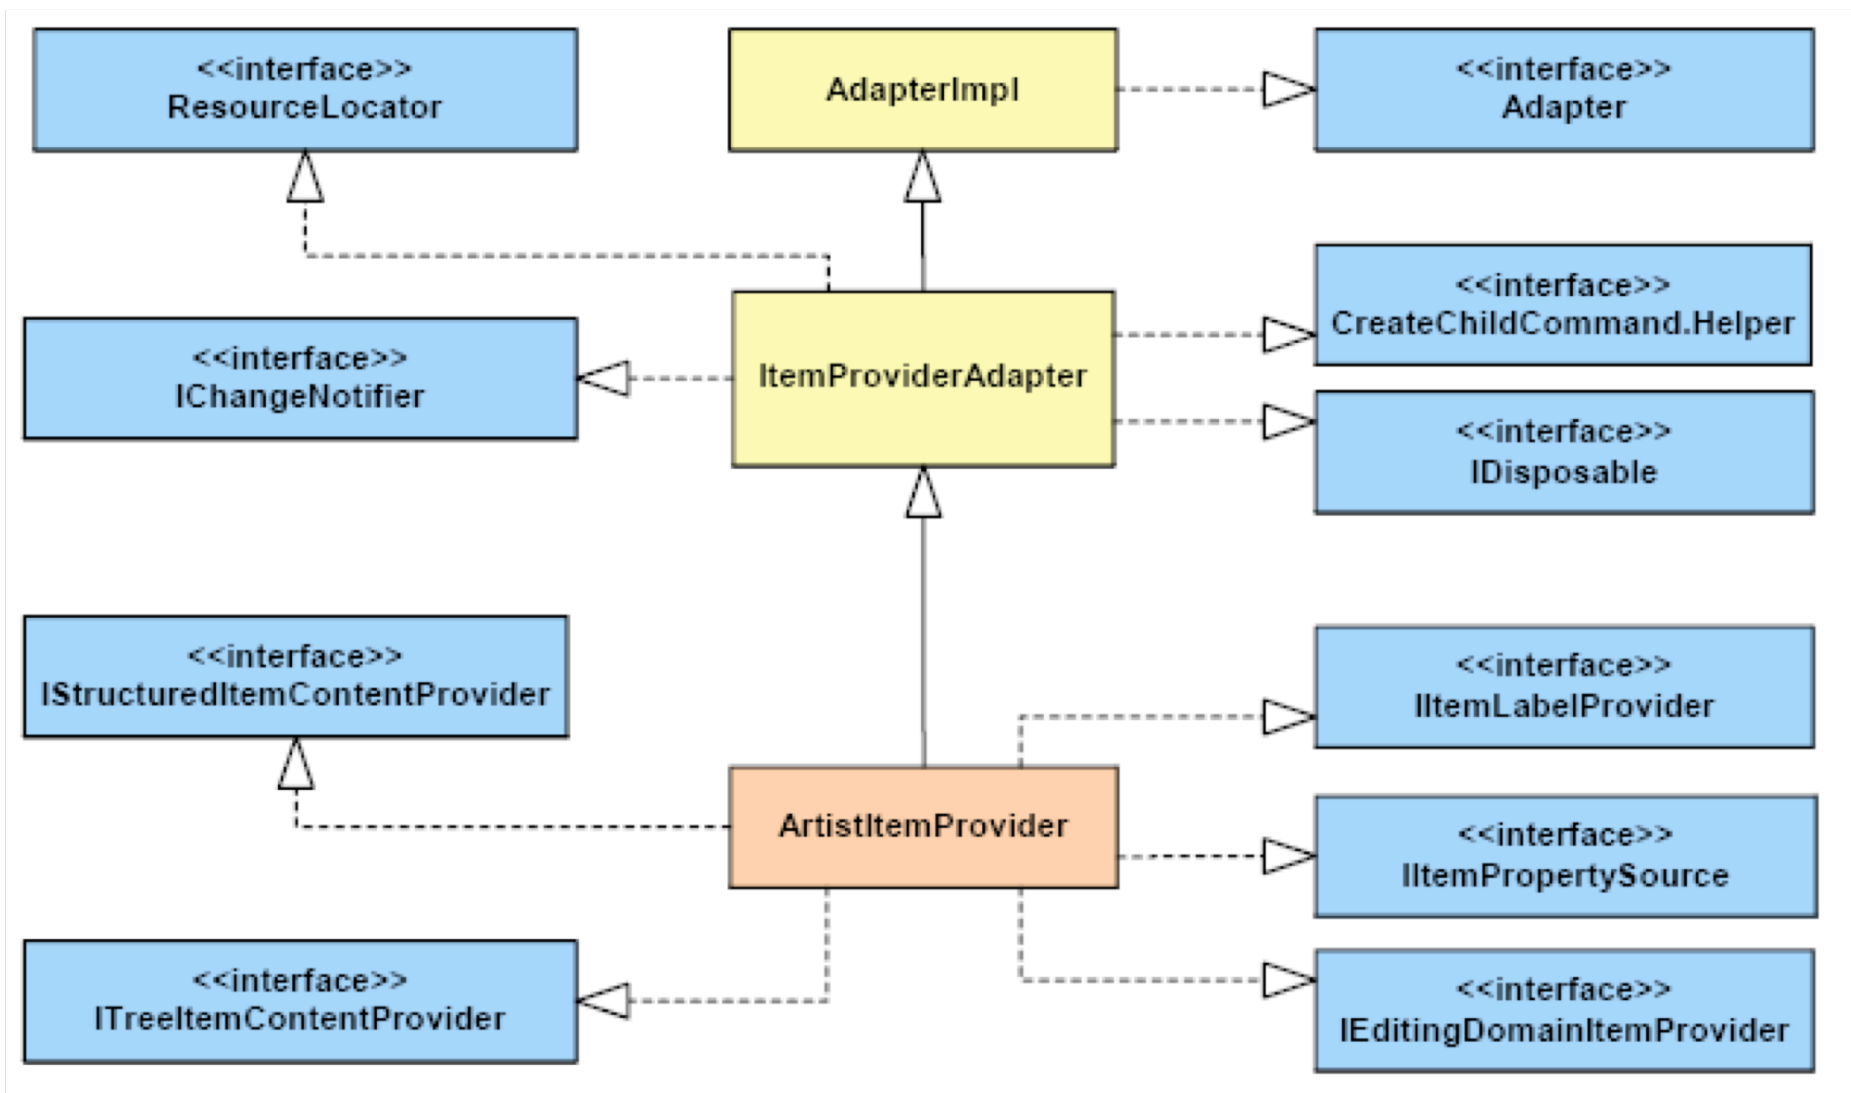 <<interface>>
ResourceLocator
AdapterImpl
<<interface>>
Adapter
<<interface>>
CreateChildCommand.Helper
<<interface>>
IChangeNotifier
ItemProviderAdapter
<<interface>>
IDisposable
<<interface>>
IStructuredItemContentProvider
<<interface>>
IItemLabelProvider
ArtistItemProvider
<<interface>>
IItemPropertySource
<<interface>>
ITreeItemContentProvider
<<interface>>
IEditingDomainItemProvider